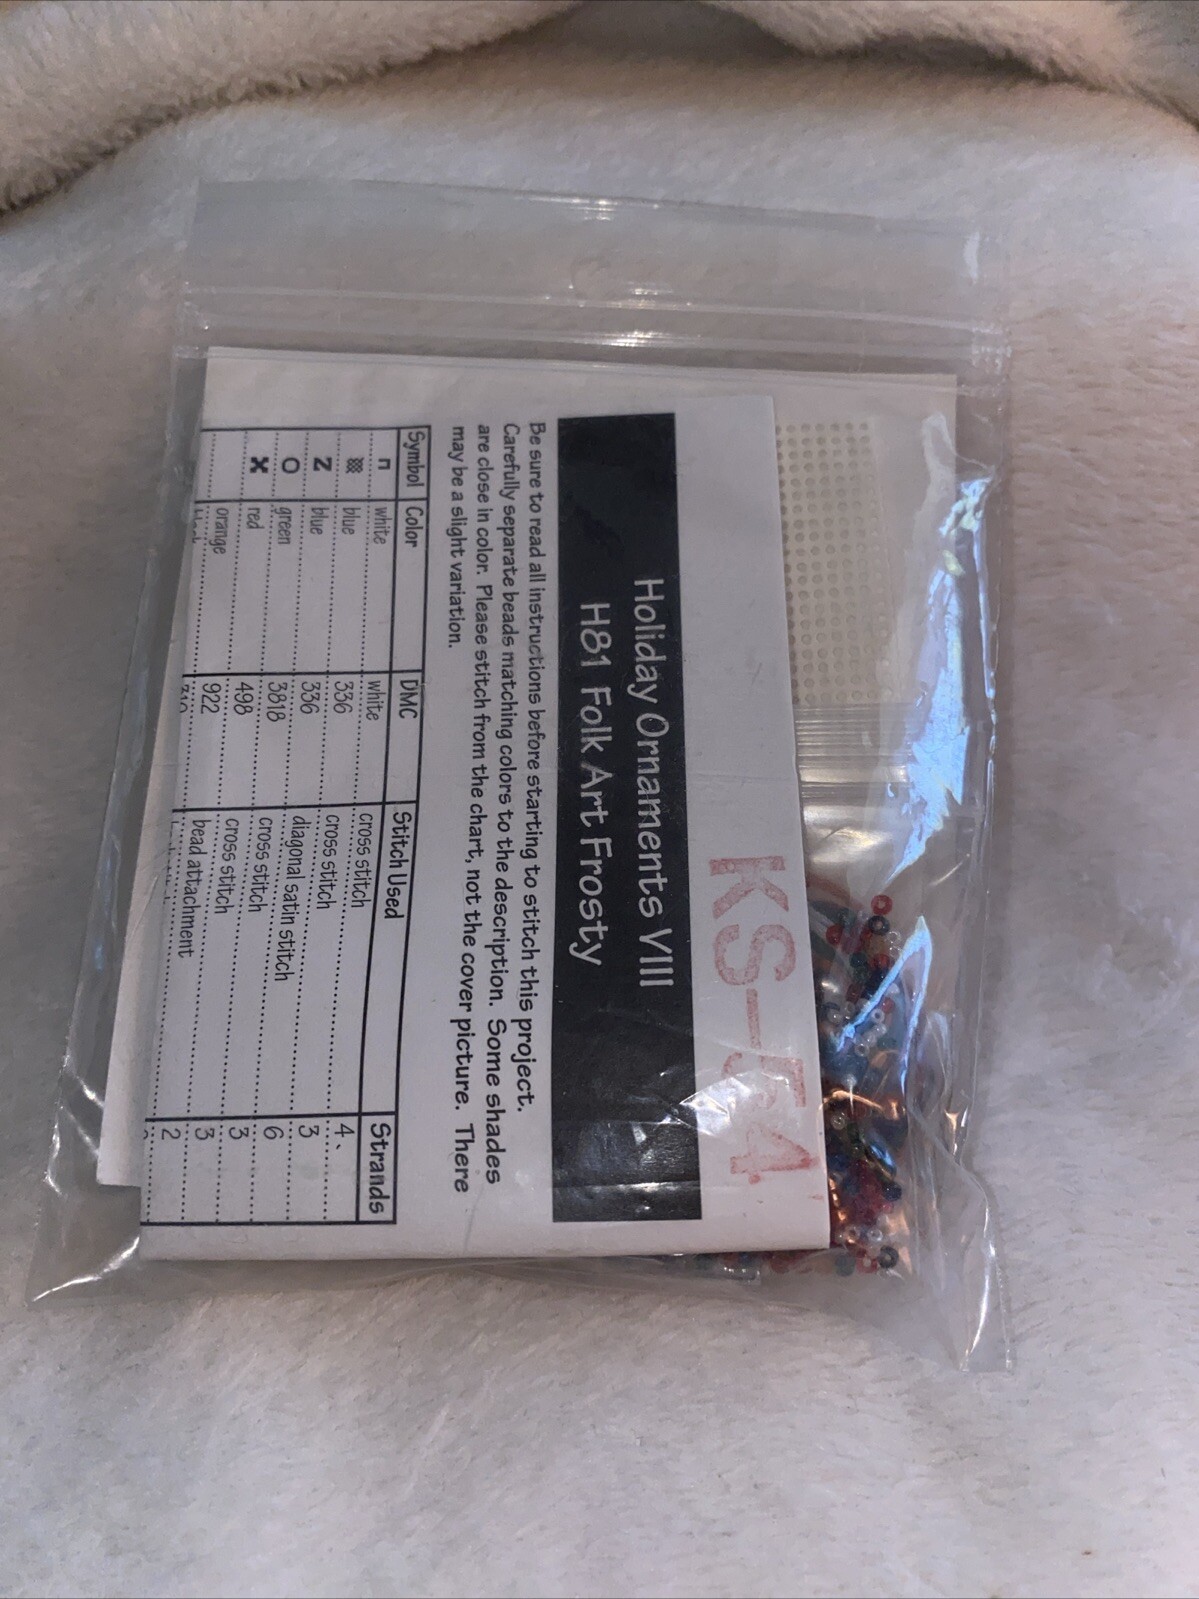 KS-54
Holiday Ornaments VIII
H81 Folk Art Frosty
Be sure to read all instructions before starting to stitch this project.
Carefully separate beads matching colors to the description. Some shades
are close in color. Please stitch from the chart, not the cover picture. There
may be a slight variation.
Symbol Color DMC Stitch Used Strands
⊓ white white cross stitch 4
▩ blue 336 cross stitch 3
Z blue 336 diagonal satin stitch 6
O green 3818 cross stitch 3
X red 498 cross stitch 3
orange 922 bead attachment 2